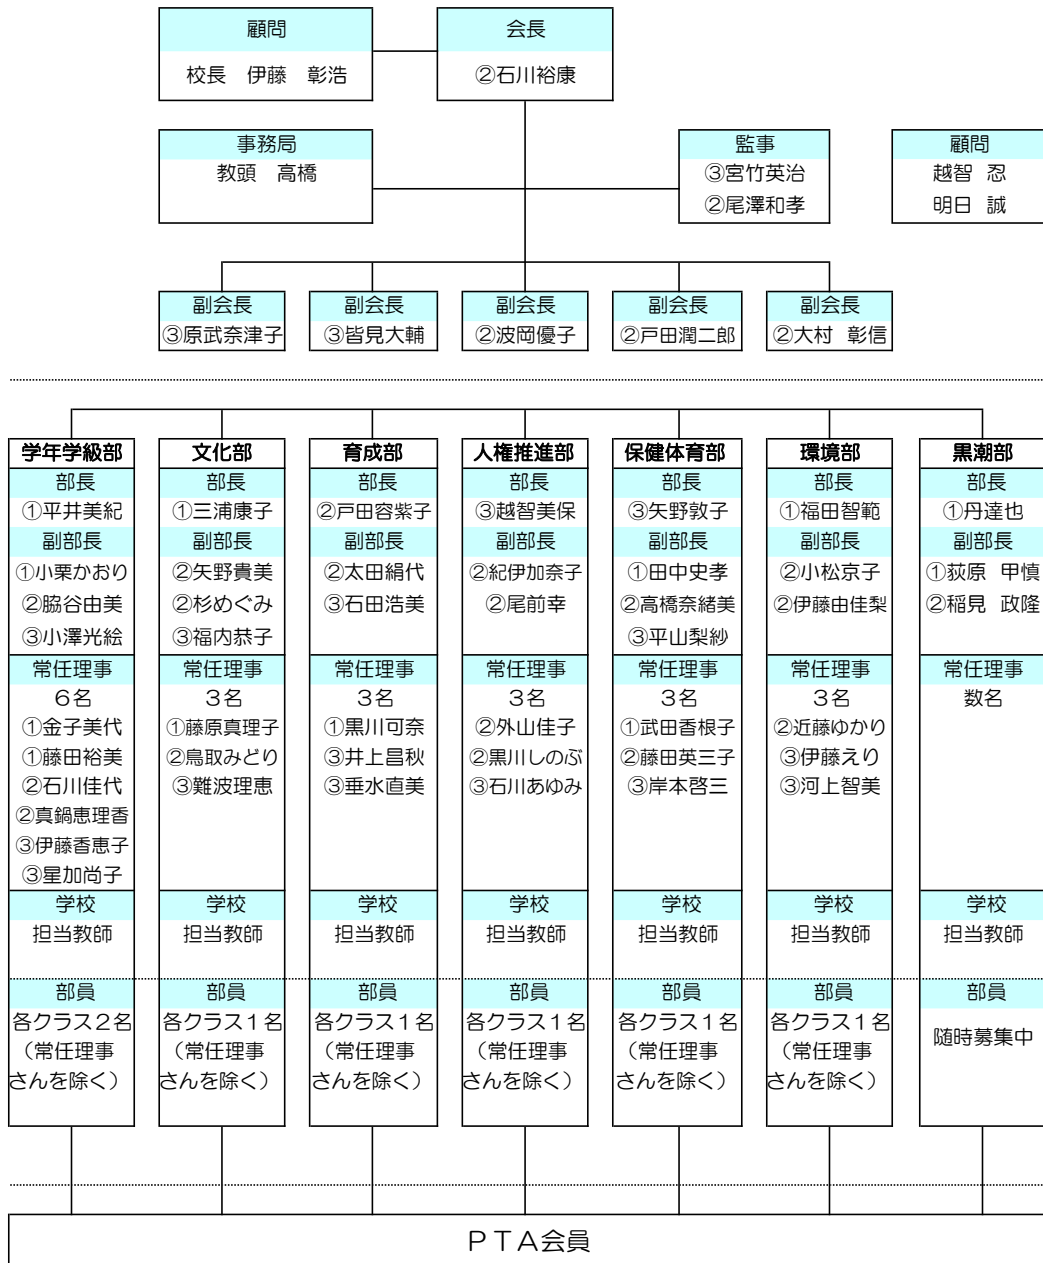 顧問
校長　伊藤　彰浩
会長
②石川裕康
事務局
教頭　高橋
監事
③宮竹英治
②尾澤和孝
顧問
越智 忍
明日 誠
副会長
③原武奈津子
副会長
③皆見大輔
副会長
②波岡優子
副会長
②戸田潤二郎
副会長
②大村 彰信
学年学級部
部長
①平井美紀
副部長
①小栗かおり
②脇谷由美
③小澤光絵
常任理事
６名
①金子美代
①藤田裕美
②石川佳代
②真鍋恵理香
③伊藤香恵子
③星加尚子
学校
担当教師
部員
各クラス２名
（常任理事
さんを除く）
文化部
部長
①三浦康子
副部長
②矢野貴美
②杉めぐみ
③福内恭子
常任理事
３名
①藤原真理子
②鳥取みどり
③難波理恵
学校
担当教師
部員
各クラス１名
（常任理事
さんを除く）
育成部
部長
②戸田容紫子
副部長
②太田絹代
③石田浩美
常任理事
３名
①黒川可奈
③井上昌秋
③垂水直美
学校
担当教師
部員
各クラス１名
（常任理事
さんを除く）
人権推進部
部長
③越智美保
副部長
②紀伊加奈子
②尾前幸
常任理事
３名
②外山佳子
②黒川しのぶ
③石川あゆみ
学校
担当教師
部員
各クラス１名
（常任理事
さんを除く）
保健体育部
部長
③矢野敦子
副部長
①田中史孝
②高橋奈緒美
③平山梨紗
常任理事
３名
①武田香根子
②藤田英三子
③岸本啓三
学校
担当教師
部員
各クラス１名
（常任理事
さんを除く）
環境部
部長
①福田智範
副部長
②小松京子
②伊藤由佳梨
常任理事
３名
②近藤ゆかり
③伊藤えり
③河上智美
学校
担当教師
部員
各クラス１名
（常任理事
さんを除く）
黒潮部
部長
①丹達也
副部長
①荻原 甲慎
②稲見 政隆
常任理事
数名
学校
担当教師
部員
随時募集中
ＰＴＡ会員